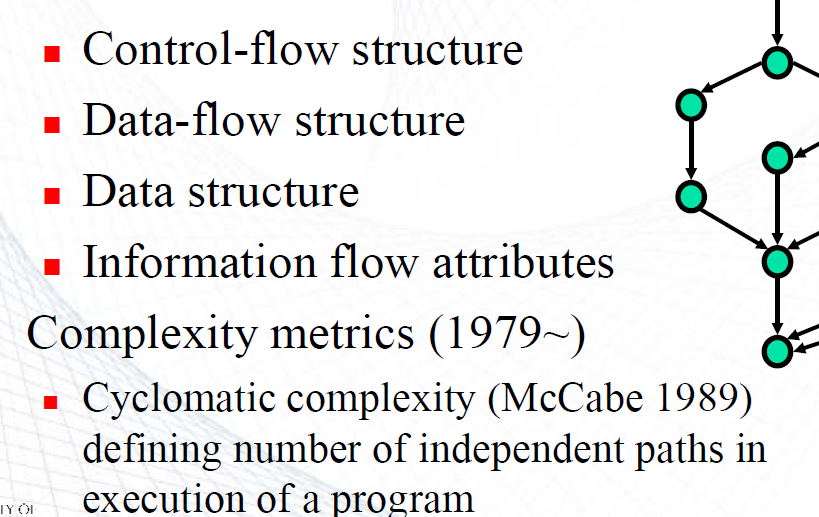 Control-flow structure
Data-flow structure
Data structure
Information flow attributes
Complexity metrics (1979~)
Cyclomatic complexity (McCabe 1989)
defining number of independent paths in
execution of a program